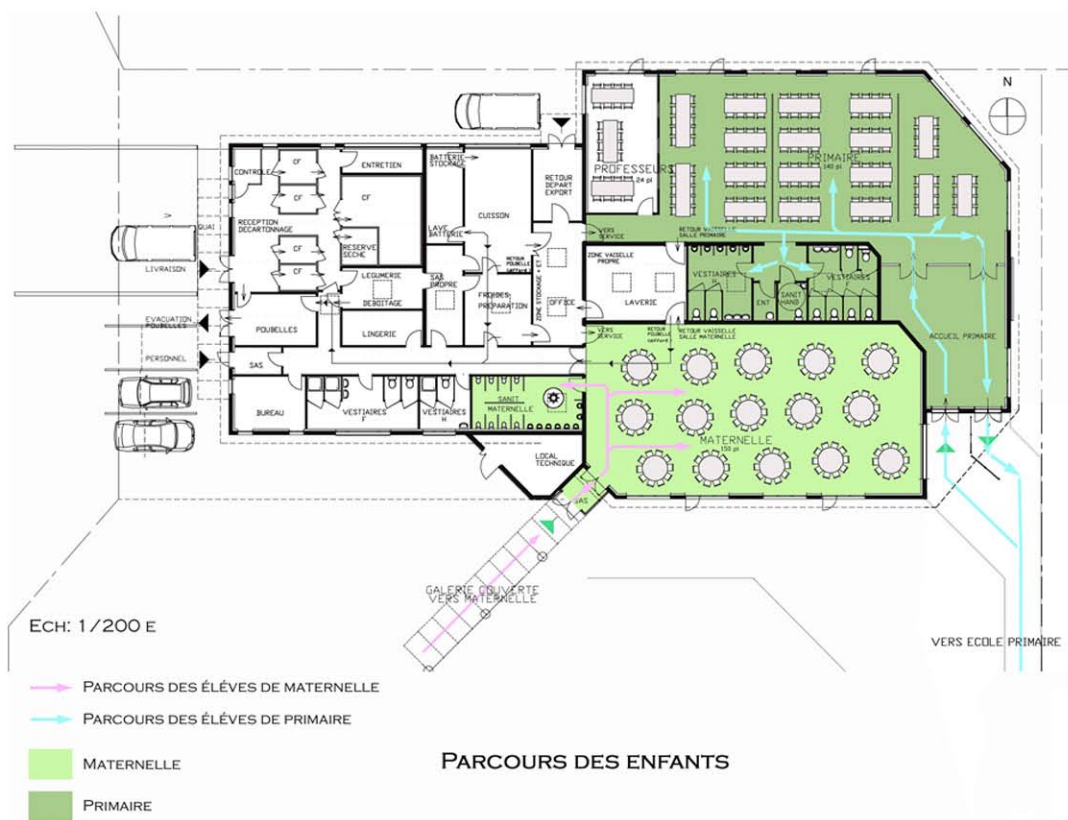 N
BATTERIE
STOCKAGE
ENTRETIEN
CONTROLE
CF
CF
CF
CF
CF
RETOUR
DEPART
EXPORT
CUISSON
PROFESSEURS
24 pl
PRIMAIRE
140 pl
RECEPTION
DECARTONNAGE
QUAI
LAVE
BATTERIE
VERS
SERVICE
RETOUR VAISSELLE
SALLE PRIMAIRE
RESERVE
SECHE
ZONE VAISELLE
PROPRE
LIVRAISON
LEGUMERIE
DEBOITAGE
SAS
PROPRE
FROIDES
PREPARATION
OFFICE
LAVERIE
VESTIAIRES
H
ENT
SANIT
HAND
VESTIAIRES
F
EVACUATION
POUBELLES
POUBELLES
LINGERIE
VERS
SERVICE
RETOUR VAISSELLE
SALLE MATERNELLE
ACCUEIL PRIMAIRE
PERSONNEL
SAS
BUREAU
VESTIAIRES
F
VESTIAIRES
H
SANIT
MATERNELLE
MATERNELLE
150 pl
LOCAL
TECHNIQUE
SAS
GALERIE COUVERTE
VERS MATERNELLE
ECH: 1/200 E
VERS ECOLE PRIMAIRE
PARCOURS DES ÉLÉVES DE MATERNELLE
PARCOURS DES ÉLÉVES DE PRIMAIRE
MATERNELLE
PARCOURS DES ENFANTS
PRIMAIRE